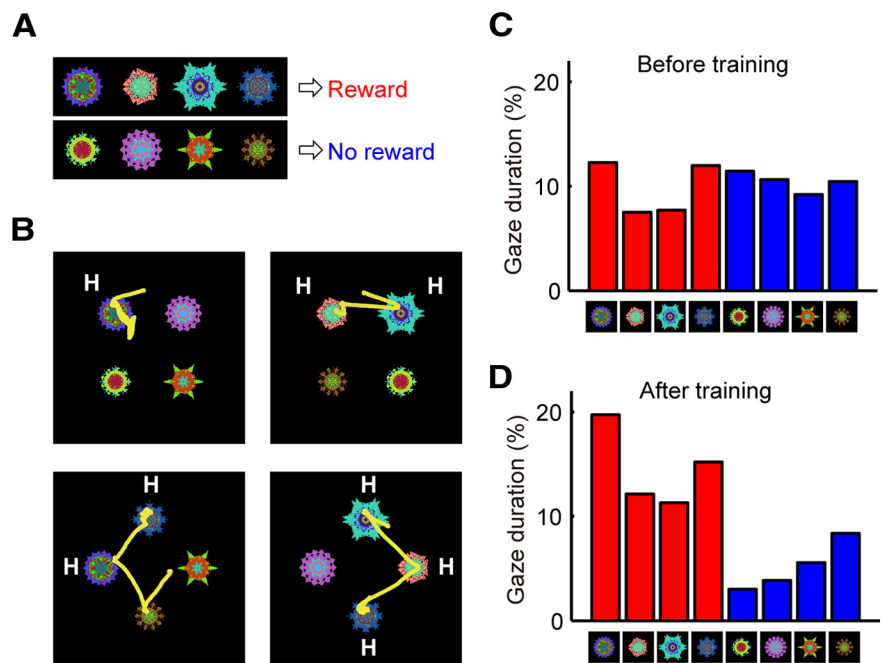 A
Reward
No reward
B
H
H
H
H
H
H
H
H
C
Before training
Gaze duration (%)
20
10
0
D
After training
Gaze duration (%)
20
10
0